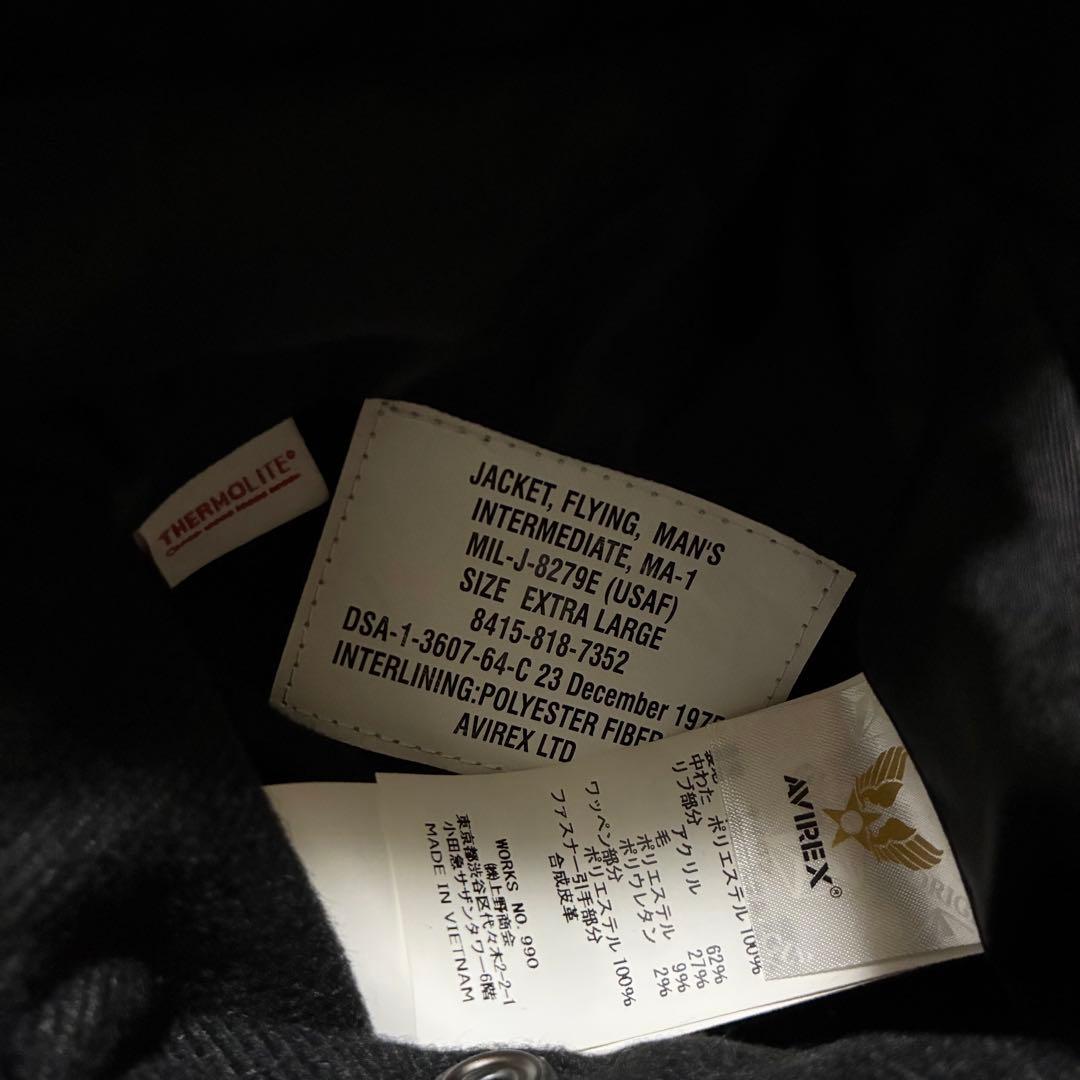 THERMOLITE®
JACKET, FLYING, MAN'S
INTERMEDIATE, MA-1
MIL-J-8279E (USAF)
SIZE EXTRA LARGE
8415-818-7352
DSA-1-3607-64-C 23 December 1975
INTERLINING:POLYESTER FIBER
AVIREX LTD
AVIREX®
中わた ポリエステル 100%
リブ部分 アクリル 62%
毛 27%
ポリエステル 9%
ポリウレタン 2%
ワッペン部分
ポリエステル 100%
ファスナー引手部分
合成皮革
WORKS NO. 990
㈱上野商会
東京都渋谷区代々木2-2-1
小田急サザンタワー6階
MADE IN VIETNAM